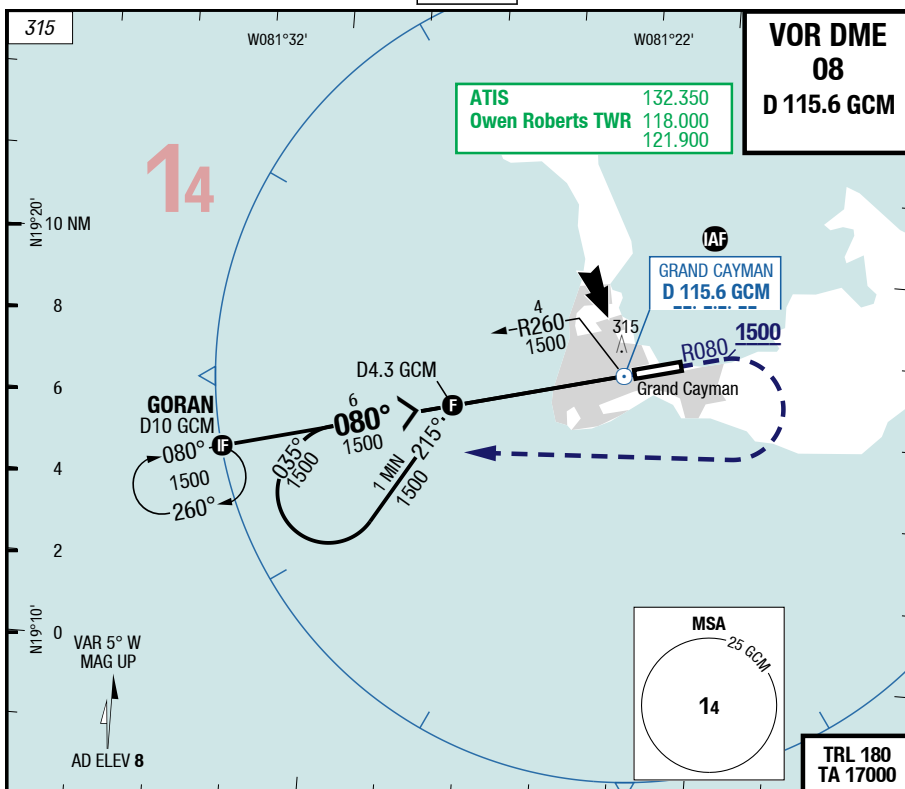 315
W081°32'
W081°22'
VOR DME
08
D 115.6 GCM
ATIS 132.350
Owen Roberts TWR 118.000
121.900
14
N19°20'
10 NM
IAF
GRAND CAYMAN
D 115.6 GCM
8
4
R260
1500
315
R080
1500
D4.3 GCM
Grand Cayman
6
F
GORAN
D10 GCM
IF
6
080°
1500
080°
1500
260°
035°
1500
215°
1 MIN
1500
4
2
N19°10'
0
VAR 5° W
MAG UP
AD ELEV 8
MSA
25 GCM
14
TRL 180
TA 17000